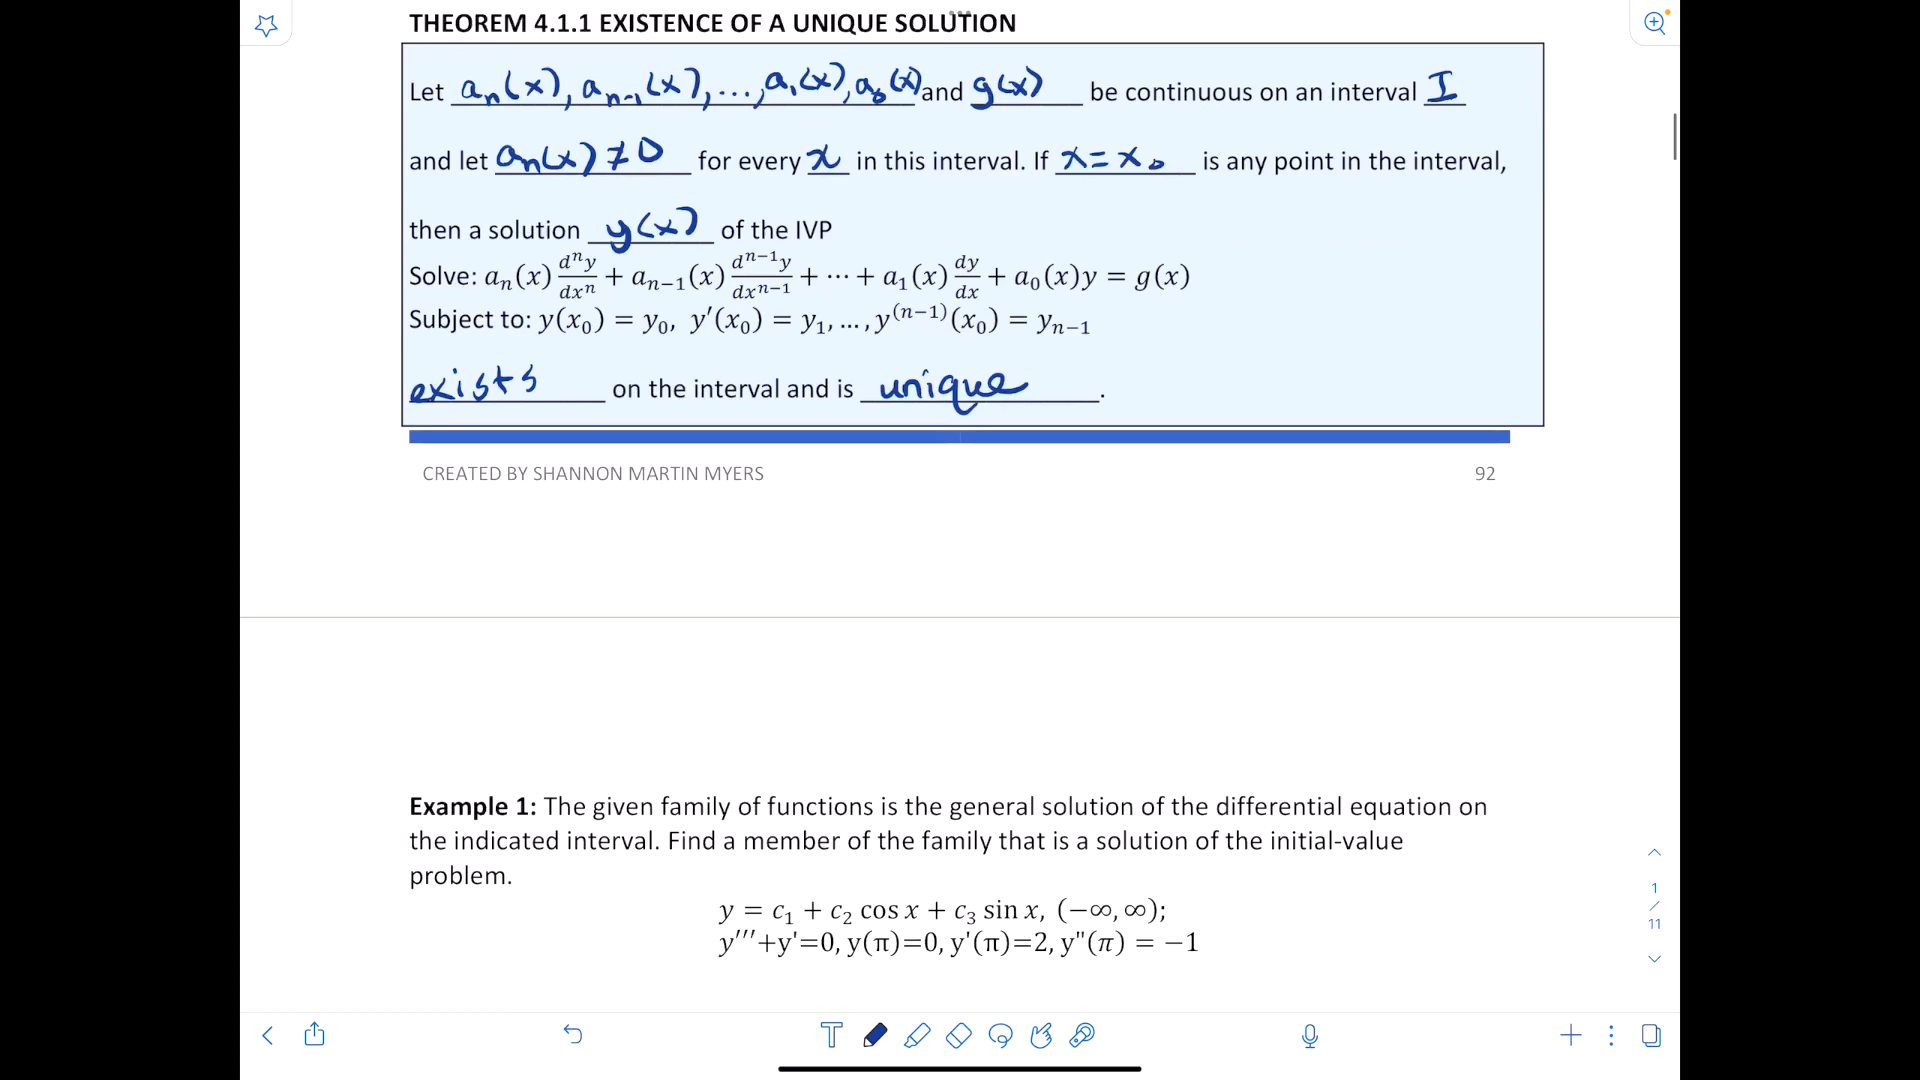 THEOREM 4.1.1 EXISTENCE OF A UNIQUE SOLUTION
Let aₙ(x), aₙ₋₁(x), ..., a₁(x), a₀(x) and g(x) be continuous on an interval I
and let aₙ(x) ≠ 0 for every x in this interval. If x = x₀ is any point in the interval,
then a solution y(x) of the IVP
Solve: aₙ(x) dⁿy/dxⁿ + aₙ₋₁(x) dⁿ⁻¹y/dxⁿ⁻¹ + ⋯ + a₁(x) dy/dx + a₀(x)y = g(x)
Subject to: y(x₀) = y₀, y′(x₀) = y₁, … , y⁽ⁿ⁻¹⁾(x₀) = yₙ₋₁
exists on the interval and is unique.
CREATED BY SHANNON MARTIN MYERS 92
Example 1: The given family of functions is the general solution of the differential equation on
the indicated interval. Find a member of the family that is a solution of the initial-value
problem.
y = c₁ + c₂ cos x + c₃ sin x, (−∞, ∞);
y′′′+y'=0, y(π)=0, y'(π)=2, y"(π) = −1
1
/
11
T